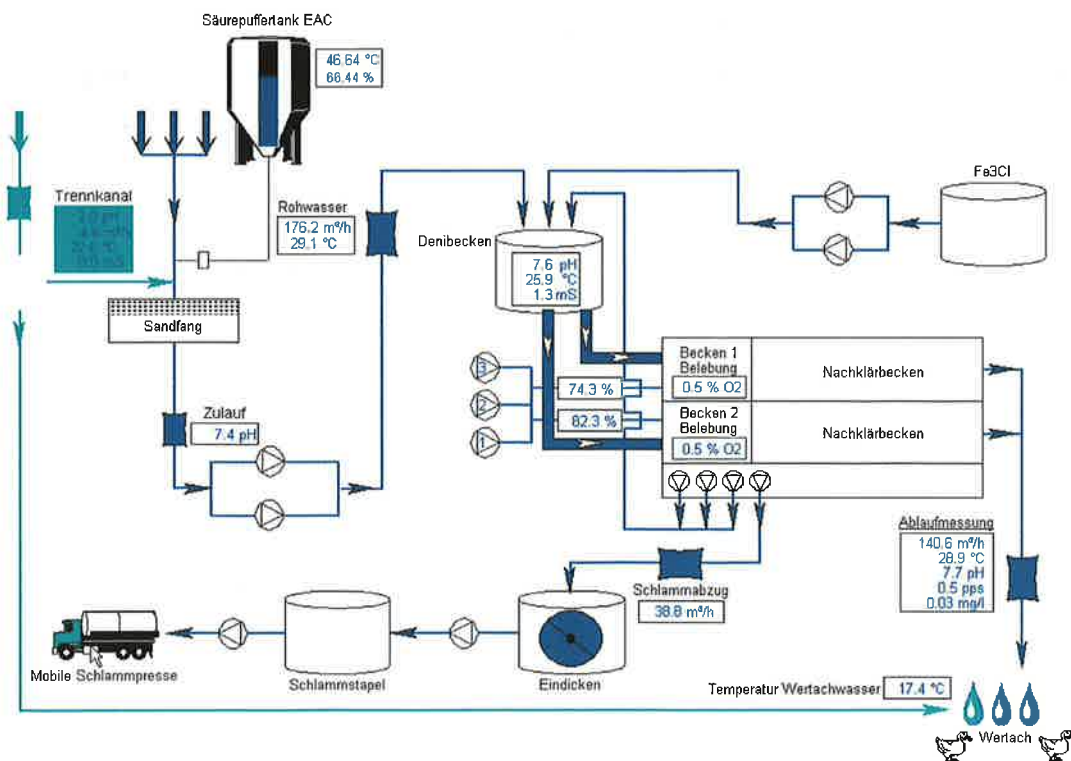 Säurepuffertank EAC
46.64 °C
66.44 %
Trennkanal
Rohwasser
176.2 m³/h
29.1 °C
Denibecken
7.6 pH
25.9 °C
1.3 mS
Fe3Cl
Sandfang
Zulauf
7.4 pH
3
2
1
74.3 %
82.3 %
Becken 1
Belebung
0.5 % O2
Nachklärbecken
Becken 2
Belebung
0.5 % O2
Nachklärbecken
Ablaufmessung
140.6 m³/h
28.9 °C
7.7 pH
0.5 pps
0.03 mg/l
Schlammabzug
38.8 m³/h
Mobile Schlammpresse
Schlammstapel
Eindicken
Temperatur Wertachwasser 17.4 °C
Wertach